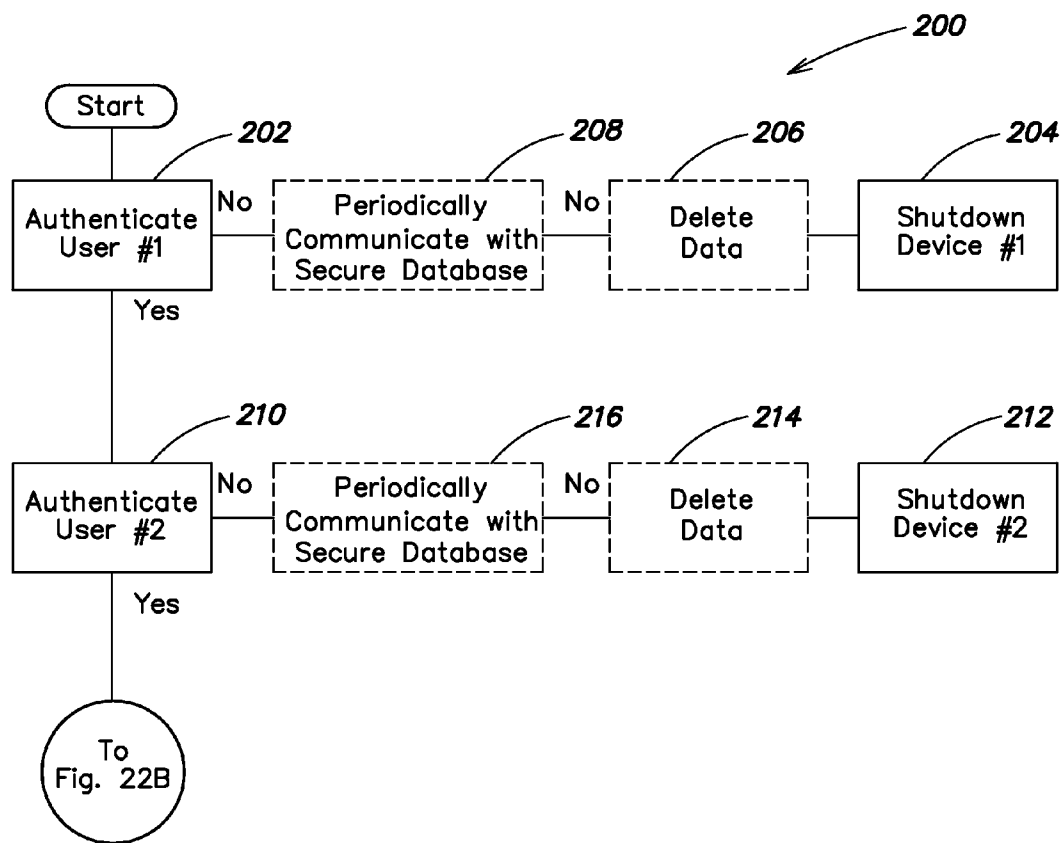 200
Start
202
208
206
204
Authenticate
User #1
No
Periodically
Communicate with
Secure Database
No
Delete
Data
Shutdown
Device #1
Yes
210
216
214
212
Authenticate
User #2
No
Periodically
Communicate with
Secure Database
No
Delete
Data
Shutdown
Device #2
Yes
To
Fig. 22B